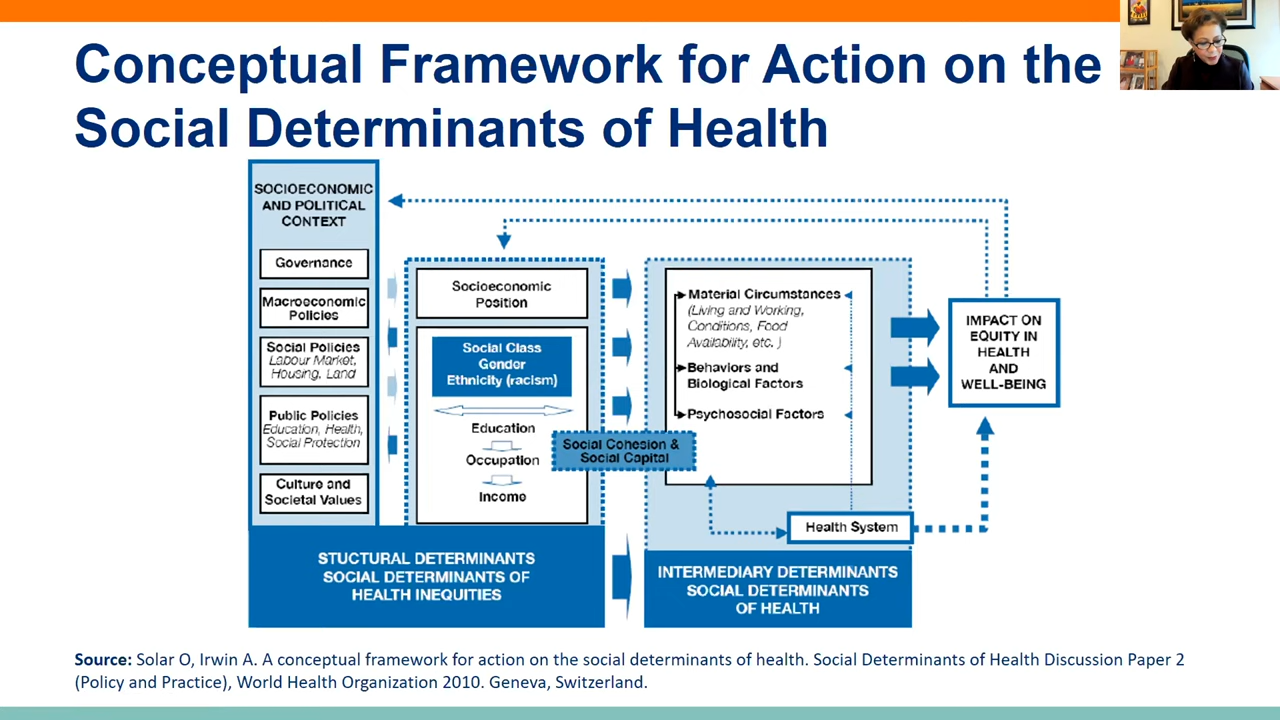 Conceptual Framework for Action on the
Social Determinants of Health
SOCIOECONOMIC
AND POLITICAL
CONTEXT
Governance
Macroeconomic
Policies
Social Policies
Labour Market,
Housing, Land
Public Policies
Education, Health,
Social Protection
Culture and
Societal Values
Socioeconomic
Position
Social Class
Gender
Ethnicity (racism)
Education
Occupation
Income
STUCTURAL DETERMINANTS
SOCIAL DETERMINANTS OF
HEALTH INEQUITIES
Social Cohesion &
Social Capital
Material Circumstances
(Living and Working,
Conditions, Food
Availability, etc. )
Behaviors and
Biological Factors
Psychosocial Factors
Health System
INTERMEDIARY DETERMINANTS
SOCIAL DETERMINANTS
OF HEALTH
IMPACT ON
EQUITY IN
HEALTH
AND
WELL-BEING
Source: Solar O, Irwin A. A conceptual framework for action on the social determinants of health. Social Determinants of Health Discussion Paper 2
(Policy and Practice), World Health Organization 2010. Geneva, Switzerland.